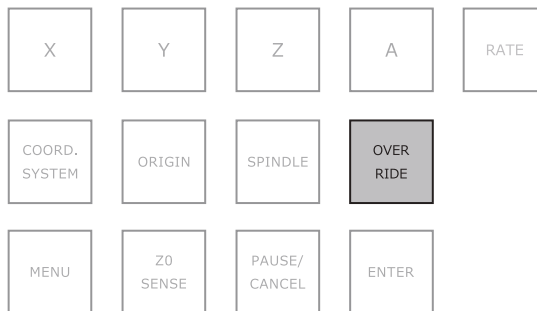 X
Y
Z
A
RATE
COORD.
SYSTEM
ORIGIN
SPINDLE
OVER
RIDE
MENU
Z0
SENSE
PAUSE/
CANCEL
ENTER